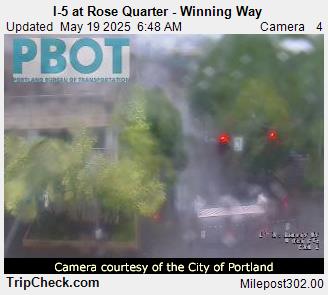 I-5 at Rose Quarter - Winning Way
Updated May 19 2025 6:48 AM Camera 4
PBOT
PORTLAND BUREAU OF TRANSPORTATION
Camera courtesy of the City of Portland
TripCheck.com Milepost302.00